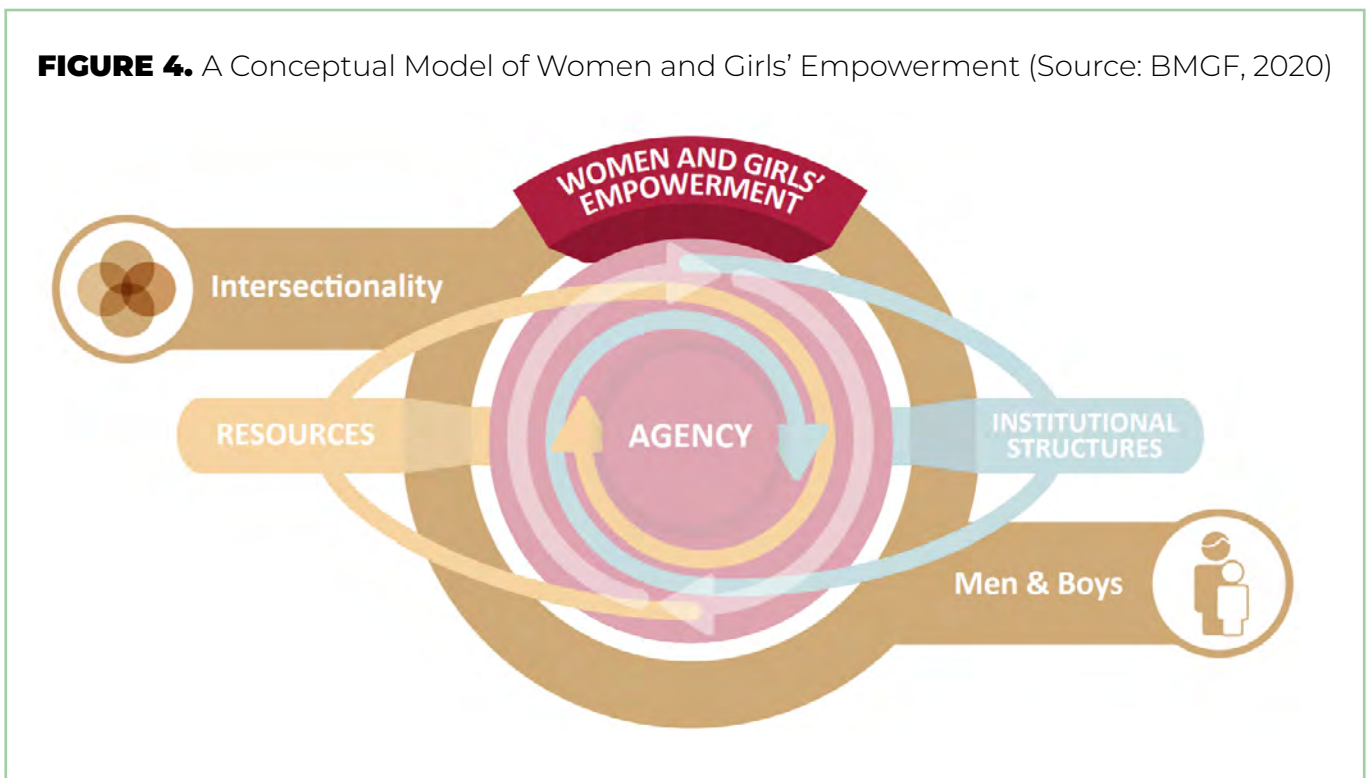 FIGURE 4. A Conceptual Model of Women and Girls’ Empowerment (Source: BMGF, 2020)
WOMEN AND GIRLS’
EMPOWERMENT
Intersectionality
RESOURCES
AGENCY
INSTITUTIONAL
STRUCTURES
Men & Boys